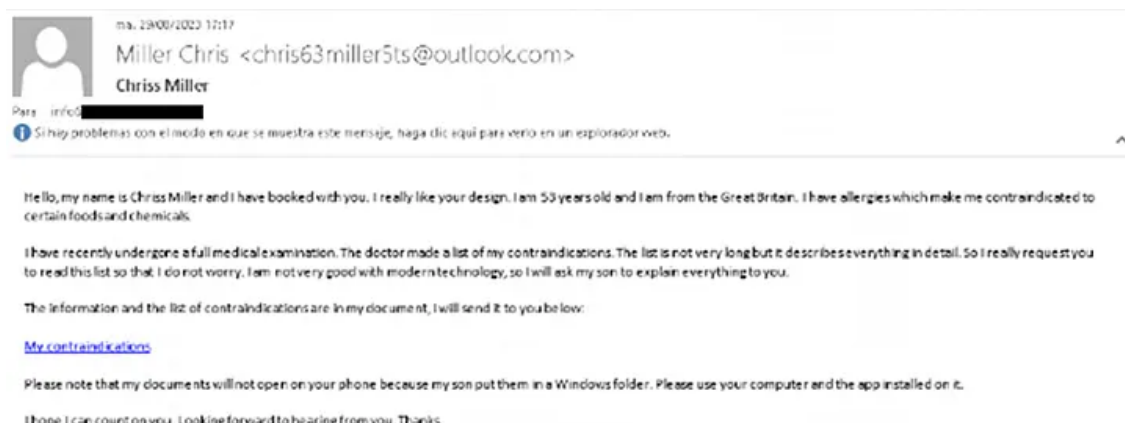 ma. 29/08/2023 17:17
Miller Chris <chris63miller5ts@outlook.com>
Chriss Miller
Para info
Si hay problemas con el modo en que se muestra este mensaje, haga clic aquí para verlo en un explorador web.
Hello, my name is Chriss Miller and I have booked with you. I really like your design. I am 53 years old and I am from the Great Britain. I have allergies which make me contraindicated to
certain foods and chemicals.
I have recently undergone a full medical examination. The doctor made a list of my contraindications. The list is not very long but it describes everything in detail. So I really request you
to read this list so that I do not worry. I am not very good with modern technology, so I will ask my son to explain everything to you.
The information and the list of contraindications are in my document, I will send it to you below:
My contraindications
Please note that my documents will not open on your phone because my son put them in a Windows folder. Please use your computer and the app installed on it.
I hope I can count on you. Looking forward to hearing from you. Thanks